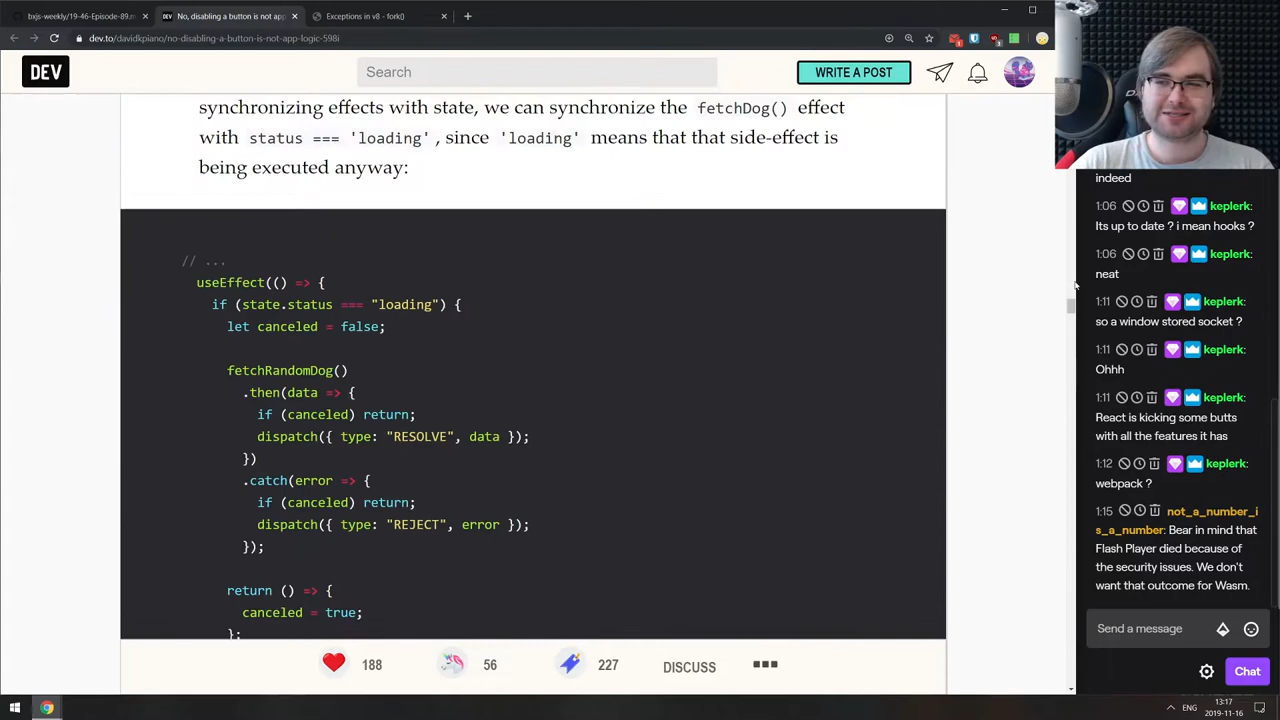 bxjs-weekly/19-46-Episode-89.m
No, disabling a button is not app
Exceptions in v8 - fork()
dev.to/davidkpiano/no-disabling-a-button-is-not-app-logic-598i
DEV
Search
WRITE A POST
synchronizing effects with state, we can synchronize the fetchDog() effect
with status === 'loading', since 'loading' means that that side-effect is
being executed anyway:
// ...
useEffect(() => {
if (state.status === "loading") {
let canceled = false;
fetchRandomDog()
.then(data => {
if (canceled) return;
dispatch({ type: "RESOLVE", data });
})
.catch(error => {
if (canceled) return;
dispatch({ type: "REJECT", error });
});
return () => {
canceled = true;
};
188
56
227
DISCUSS
indeed
1:06 keplerk:
Its up to date ? i mean hooks ?
1:06 keplerk:
neat
1:11 keplerk:
so a window stored socket ?
1:11 keplerk:
Ohhh
1:11 keplerk:
React is kicking some butts
with all the features it has
1:12 keplerk:
webpack ?
1:15 not_a_number_i
s_a_number: Bear in mind that
Flash Player died because of
the security issues. We don't
want that outcome for Wasm.
Send a message
Chat
ENG
13:17
2019-11-16